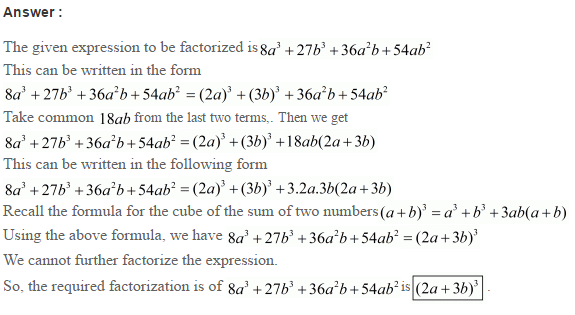 Answer :
The given expression to be factorized is 8a³ + 27b³ + 36a²b + 54ab²
This can be written in the form
8a³ + 27b³ + 36a²b + 54ab² = (2a)³ + (3b)³ + 36a²b + 54ab²
Take common 18ab from the last two terms,. Then we get
8a³ + 27b³ + 36a²b + 54ab² = (2a)³ + (3b)³ + 18ab(2a + 3b)
This can be written in the following form
8a³ + 27b³ + 36a²b + 54ab² = (2a)³ + (3b)³ + 3.2a.3b(2a + 3b)
Recall the formula for the cube of the sum of two numbers (a + b)³ = a³ + b³ + 3ab(a + b)
Using the above formula, we have 8a³ + 27b³ + 36a²b + 54ab² = (2a + 3b)³
We cannot further factorize the expression.
So, the required factorization is of 8a³ + 27b³ + 36a²b + 54ab² is (2a + 3b)³ .